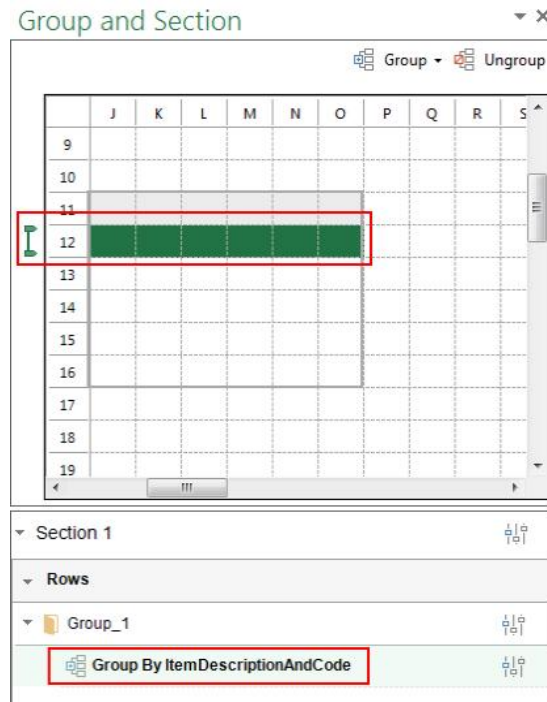 Group and Section
Group Ungroup
J K L M N O P Q R S
9
10
11
12
13
14
15
16
17
18
19
Section 1
Rows
Group_1
Group By ItemDescriptionAndCode